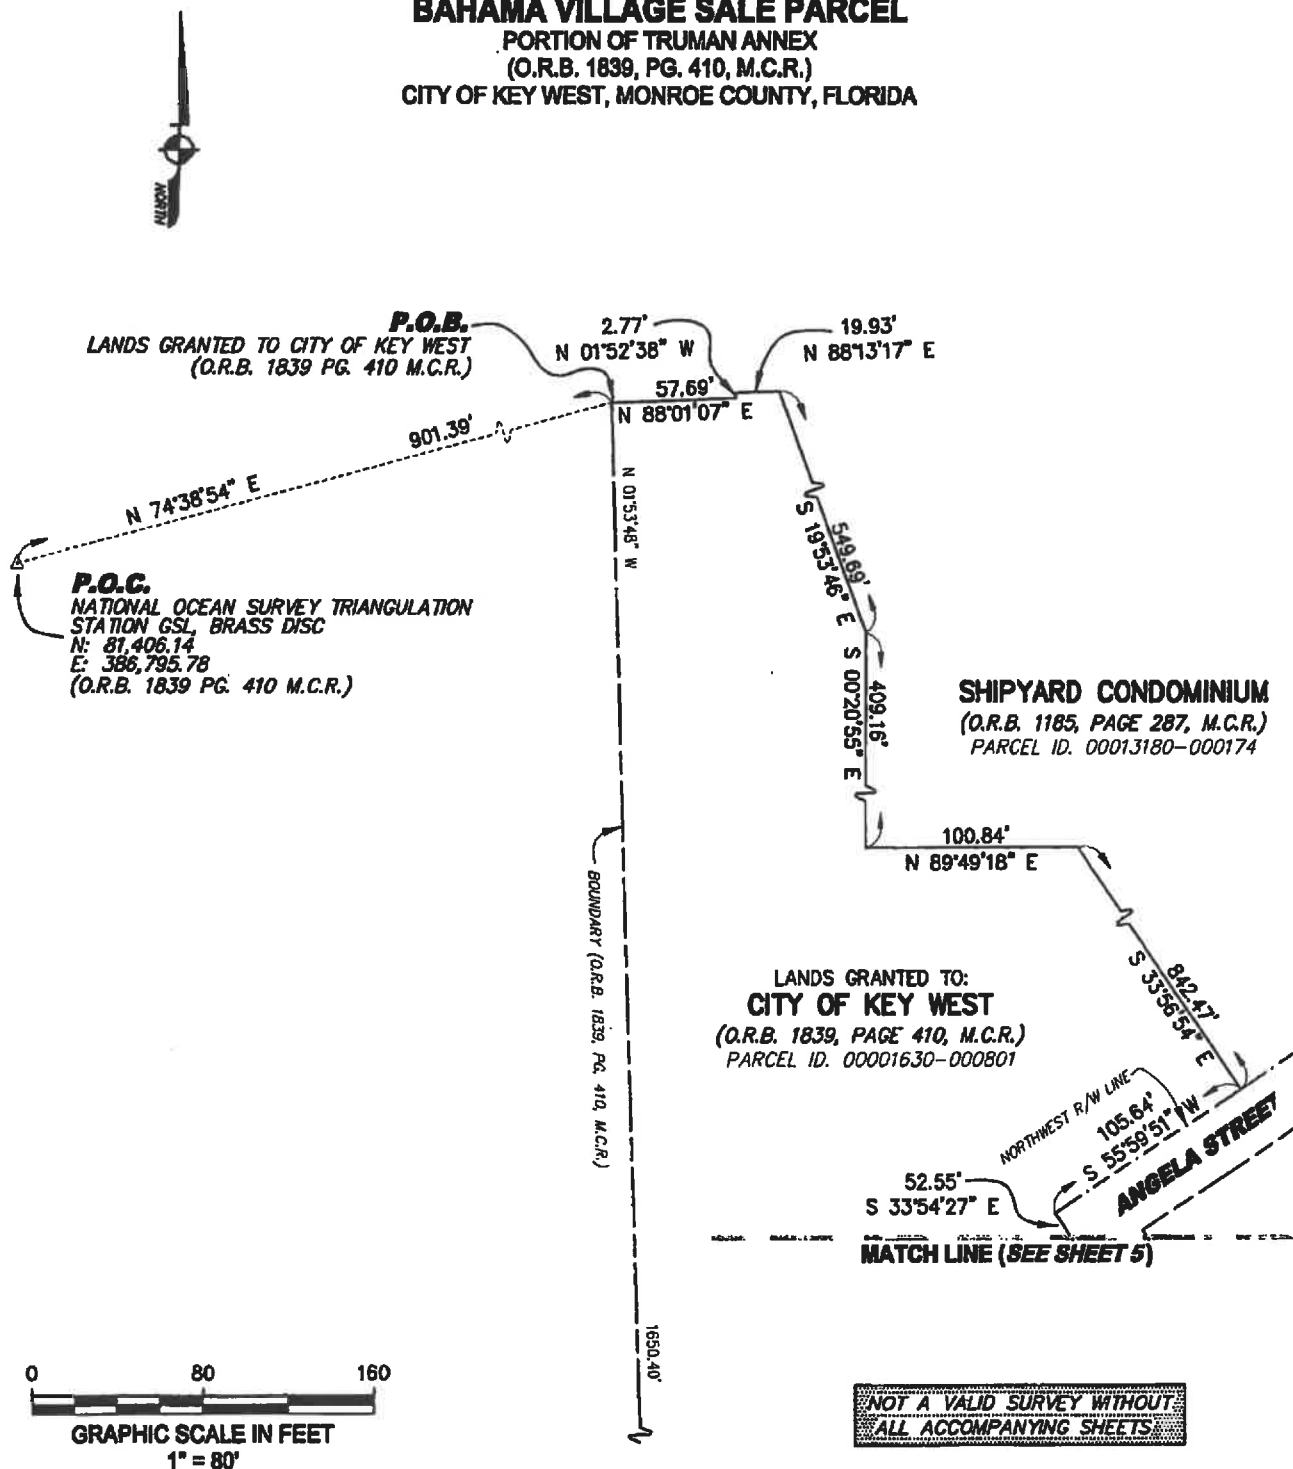 BAHAMA VILLAGE SALE PARCEL
PORTION OF TRUMAN ANNEX
(O.R.B. 1839, PG. 410, M.C.R.)
CITY OF KEY WEST, MONROE COUNTY, FLORIDA
NORTH
P.O.B.
LANDS GRANTED TO CITY OF KEY WEST
(O.R.B. 1839 PG. 410 M.C.R.)
2.77'
N 01°52'38" W
19.93'
N 88°13'17" E
57.69'
N 88°01'07" E
901.39'
N 74°38'54" E
N 01°53'48" W
549.69'
S 19°53'46" E
P.O.C.
NATIONAL OCEAN SURVEY TRIANGULATION
STATION GSL, BRASS DISC
N: 81,406.14
E: 386,795.78
(O.R.B. 1839 PG. 410 M.C.R.)
409.16'
S 00°20'55" E
SHIPYARD CONDOMINIUM
(O.R.B. 1185, PAGE 287, M.C.R.)
PARCEL ID. 00013180-000174
100.84'
N 89°49'18" E
BOUNDARY (O.R.B. 1839, PG. 410, M.C.R.)
842.47'
S 33°56'54" E
LANDS GRANTED TO:
CITY OF KEY WEST
(O.R.B. 1839, PAGE 410, M.C.R.)
PARCEL ID. 00001630-000801
NORTHWEST R/W LINE
105.64'
S 55°59'51" W
ANGELA STREET
52.55'
S 33°54'27" E
MATCH LINE (SEE SHEET 5)
1650.40'
0 80 160
GRAPHIC SCALE IN FEET
1" = 80'
NOT A VALID SURVEY WITHOUT
ALL ACCOMPANYING SHEETS